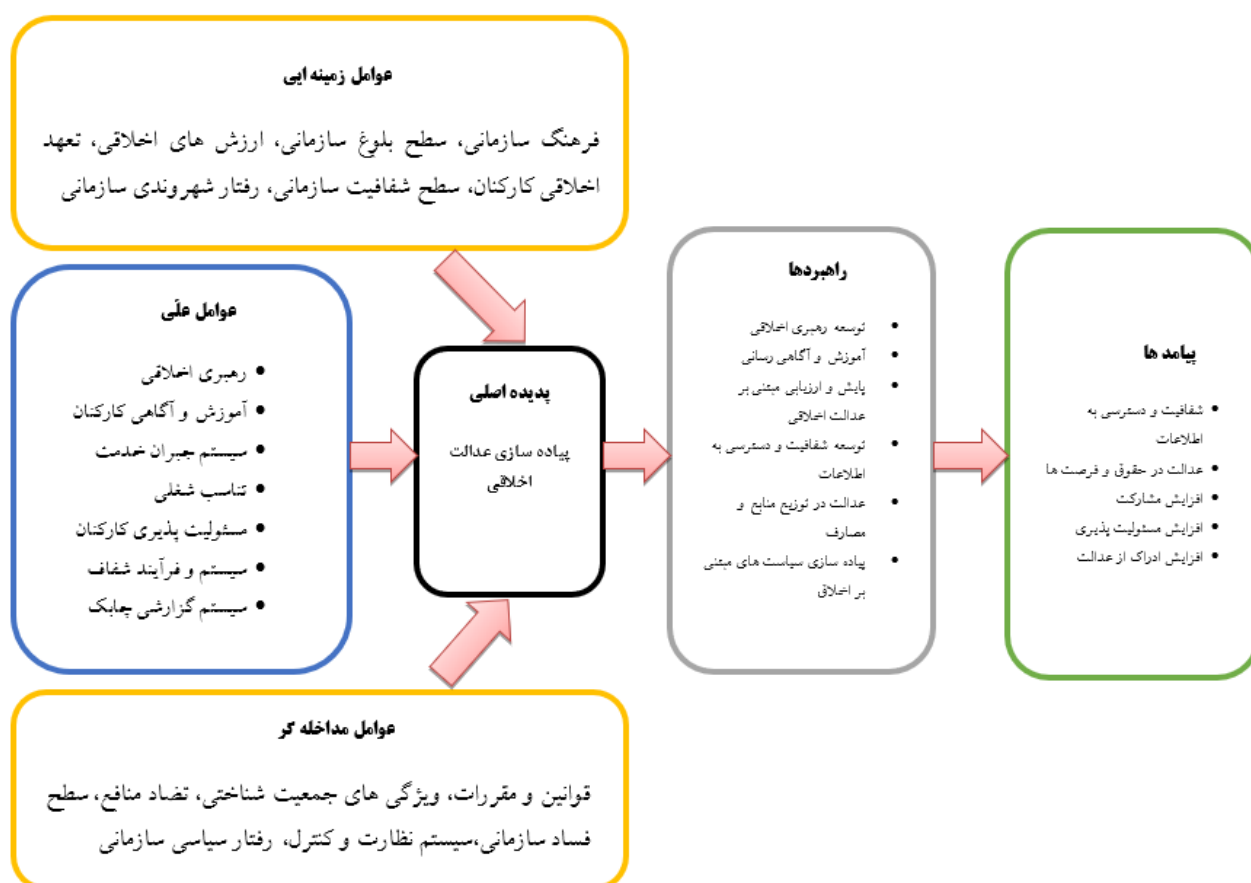 عوامل زمینه ایی
فرهنگ سازمانی، سطح بلوغ سازمانی، ارزش های اخلاقی، تعهد
اخلاقی کارکنان، سطح شفافیت سازمانی، رفتار شهروندی سازمانی
عوامل علّی
• رهبری اخلاقی
• آموزش و آگاهی کارکنان
• سیستم جبران خدمت
• تناسب شغلی
• مسئولیت پذیری کارکنان
• سیستم و فرآیند شفاف
• سیستم گزارشی چابک
عوامل مداخله گر
قوانین و مقررات، ویژگی های جمعیت شناختی، تضاد منافع، سطح
فساد سازمانی،سیستم نظارت و کنترل، رفتار سیاسی سازمانی
پدیده اصلی
پیاده سازی عدالت
اخلاقی
راهبردها
• توسعه رهبری اخلاقی
• آموزش و آگاهی رسانی
• پایش و ارزیابی مبتنی بر
عدالت اخلاقی
• توسعه شفافیت و دسترسی به
اطلاعات
• عدالت در توزیع منابع و
مصارف
• پیاده سازی سیاست های مبتنی
بر اخلاق
پیامد ها
• شفافیت و دسترسی به
اطلاعات
• عدالت در حقوق و فرصت ها
• افزایش مشارکت
• افزایش مسئولیت پذیری
• افزایش ادراک از عدالت